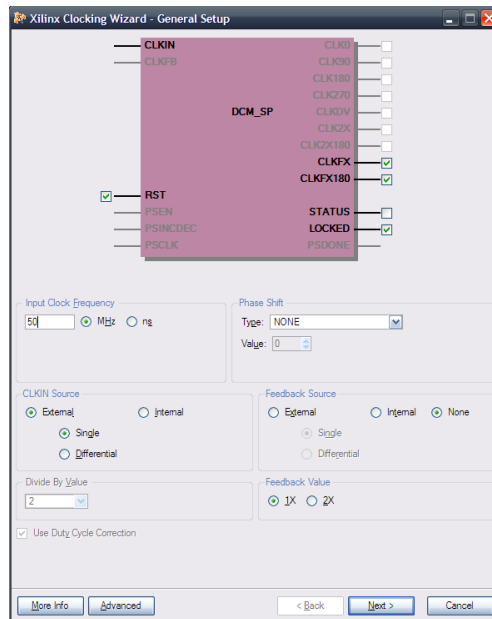 Xilinx Clocking Wizard - General Setup
CLKIN CLK0
CLKFB CLK90
CLK180
CLK270
DCM_SP CLKDV
CLK2X
CLK2X180
CLKFX
CLKFX180
RST
PSEN STATUS
PSINCDEC LOCKED
PSCLK PSDONE
Input Clock Frequency
50 MHz ns
Phase Shift
Type: NONE
Value: 0
CLKIN Source
External Internal
Single
Differential
Feedback Source
External Internal None
Single
Differential
Divide By Value
2
Feedback Value
1X 2X
Use Duty Cycle Correction
More Info Advanced < Back Next > Cancel